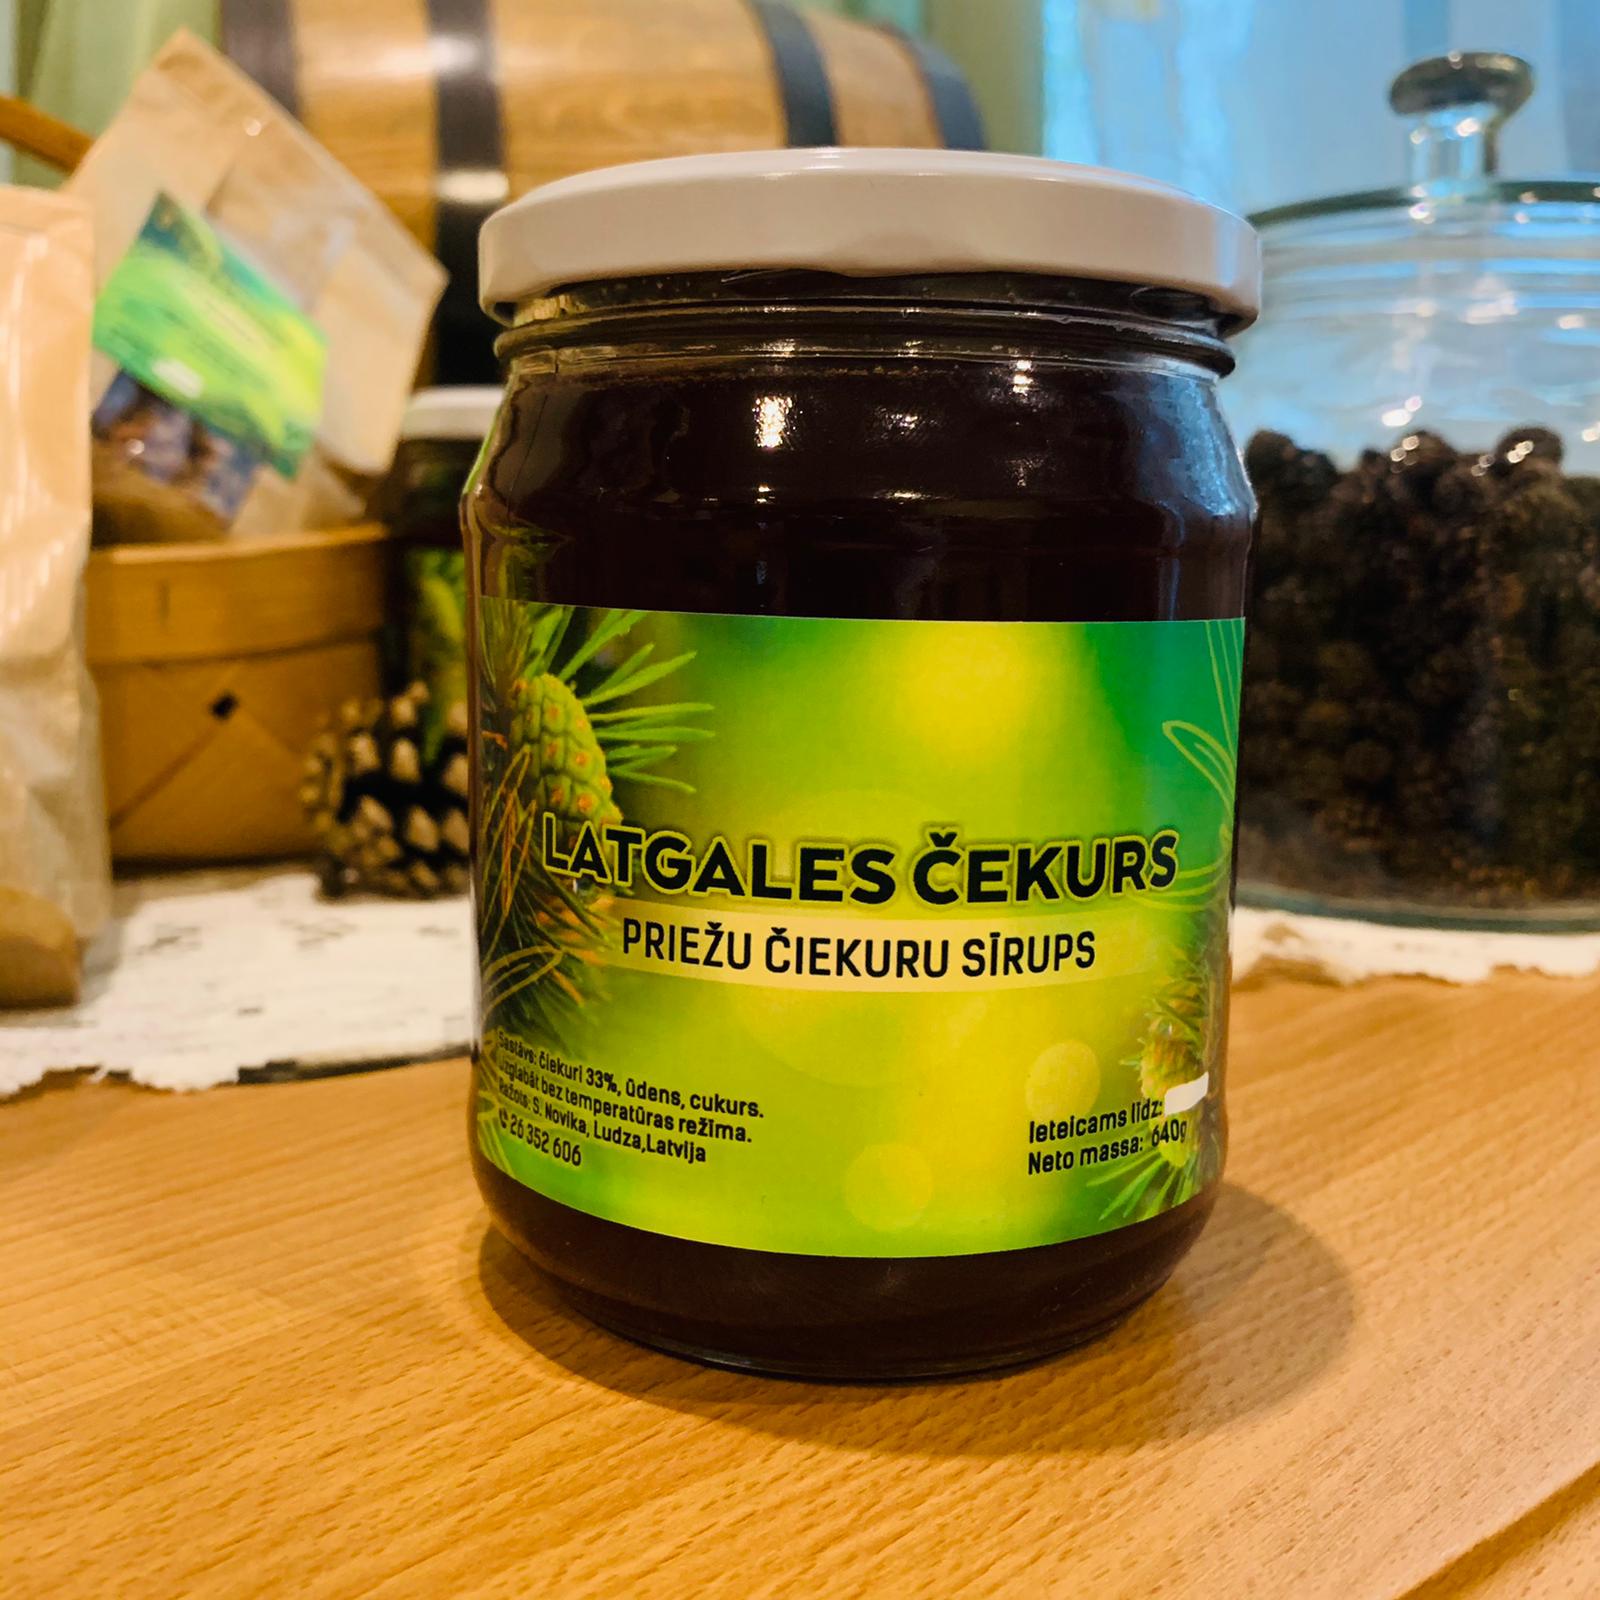 LATGALES ČEKURS
PRIEŽU ČIEKURU SĪRUPS
Sastāvs: čiekuri 33%, ūdens, cukurs.
Uzglabāt bez temperatūras režīma.
Ražots: S. Novika, Ludza,Latvija
26 352 606
Ieteicams līdz:
Neto massa: 640g